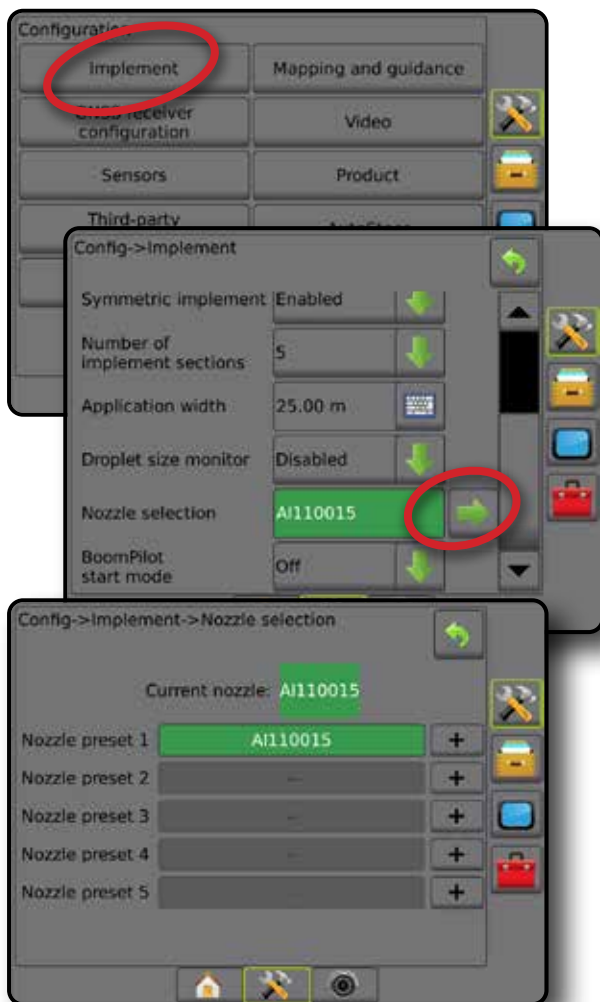 Configuration
Implement
Mapping and guidance
GNSS receiver
configuration
Video
Sensors
Product
Third-party
Config->Implement
Symmetric implement Enabled
Number of
implement sections
5
Application width
25.00 m
Droplet size monitor
Disabled
Nozzle selection
AI110015
BoomPilot
start mode
Off
Config->Implement->Nozzle selection
Current nozzle: AI110015
Nozzle preset 1
AI110015
+
Nozzle preset 2
--
+
Nozzle preset 3
--
+
Nozzle preset 4
--
+
Nozzle preset 5
--
+